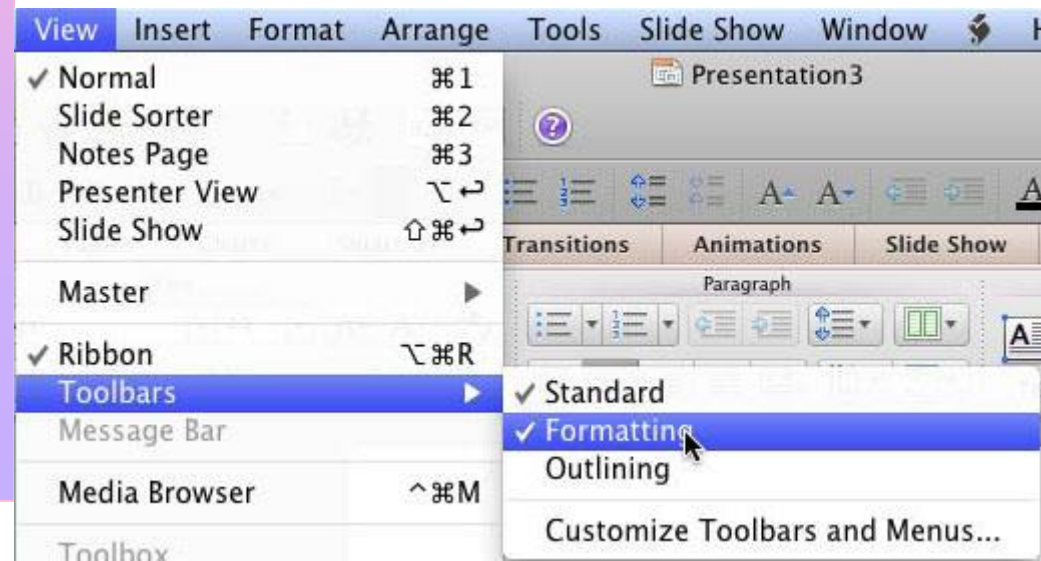 View Insert Format Arrange Tools Slide Show Window
Presentation3
✓ Normal ⌘1
Slide Sorter ⌘2
Notes Page ⌘3
Presenter View ⌥↩
Slide Show ⇧⌘↩
Transitions Animations Slide Show
Master ▶
Paragraph
✓ Ribbon ⌥⌘R
Toolbars ▶
✓ Standard
Message Bar
✓ Formatting
Outlining
Media Browser ^⌘M
Customize Toolbars and Menus...
Toolbox